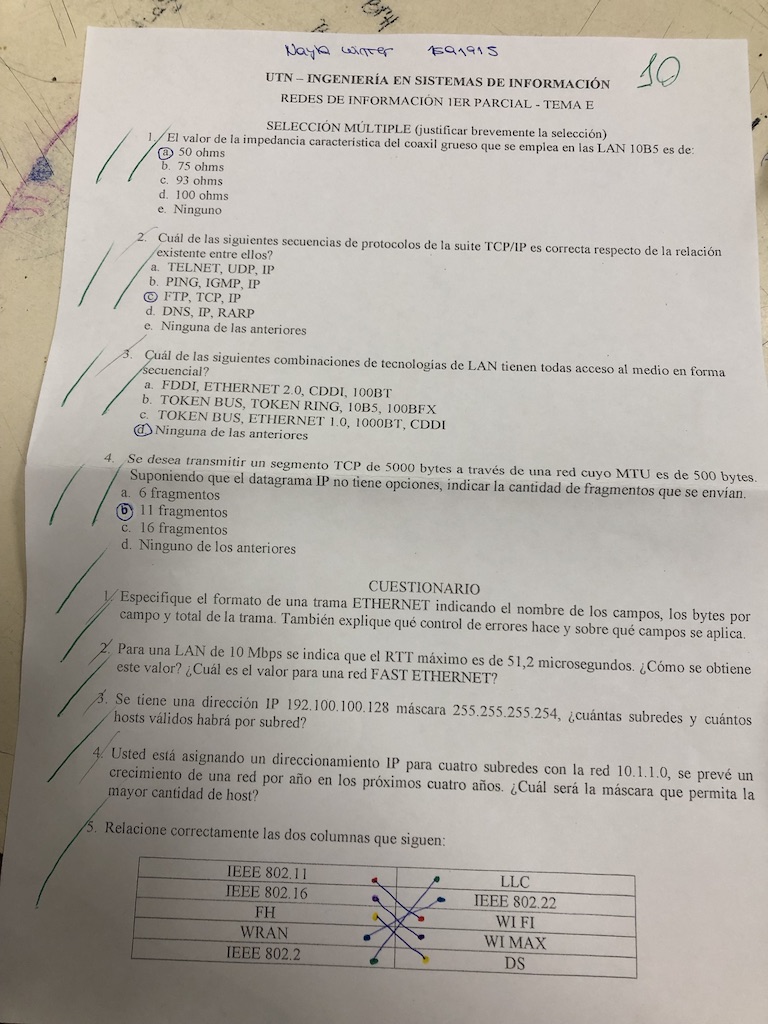 Nayla Winter 1591915
10
UTN – INGENIERÍA EN SISTEMAS DE INFORMACIÓN
REDES DE INFORMACIÓN 1ER PARCIAL - TEMA E
SELECCIÓN MÚLTIPLE (justificar brevemente la selección)
1. El valor de la impedancia característica del coaxil grueso que se emplea en las LAN 10B5 es de:
a. 50 ohms
b. 75 ohms
c. 93 ohms
d. 100 ohms
e. Ninguno
2. Cuál de las siguientes secuencias de protocolos de la suite TCP/IP es correcta respecto de la relación
existente entre ellos?
a. TELNET, UDP, IP
b. PING, IGMP, IP
c FTP, TCP, IP
d. DNS, IP, RARP
e. Ninguna de las anteriores
3. Cuál de las siguientes combinaciones de tecnologías de LAN tienen todas acceso al medio en forma
secuencial?
a. FDDI, ETHERNET 2.0, CDDI, 100BT
b. TOKEN BUS, TOKEN RING, 10B5, 100BFX
c. TOKEN BUS, ETHERNET 1.0, 1000BT, CDDI
d. Ninguna de las anteriores
4. Se desea transmitir un segmento TCP de 5000 bytes a través de una red cuyo MTU es de 500 bytes.
Suponiendo que el datagrama IP no tiene opciones, indicar la cantidad de fragmentos que se envían.
a. 6 fragmentos
b 11 fragmentos
c. 16 fragmentos
d. Ninguno de los anteriores
CUESTIONARIO
1. Especifique el formato de una trama ETHERNET indicando el nombre de los campos, los bytes por
campo y total de la trama. También explique qué control de errores hace y sobre qué campos se aplica.
2. Para una LAN de 10 Mbps se indica que el RTT máximo es de 51,2 microsegundos. ¿Cómo se obtiene
este valor? ¿Cuál es el valor para una red FAST ETHERNET?
3. Se tiene una dirección IP 192.100.100.128 máscara 255.255.255.254, ¿cuántas subredes y cuántos
hosts válidos habrá por subred?
4. Usted está asignando un direccionamiento IP para cuatro subredes con la red 10.1.1.0, se prevé un
crecimiento de una red por año en los próximos cuatro años. ¿Cuál será la máscara que permita la
mayor cantidad de host?
5. Relacione correctamente las dos columnas que siguen:
IEEE 802.11 LLC
IEEE 802.16 IEEE 802.22
FH WI FI
WRAN WI MAX
IEEE 802.2 DS